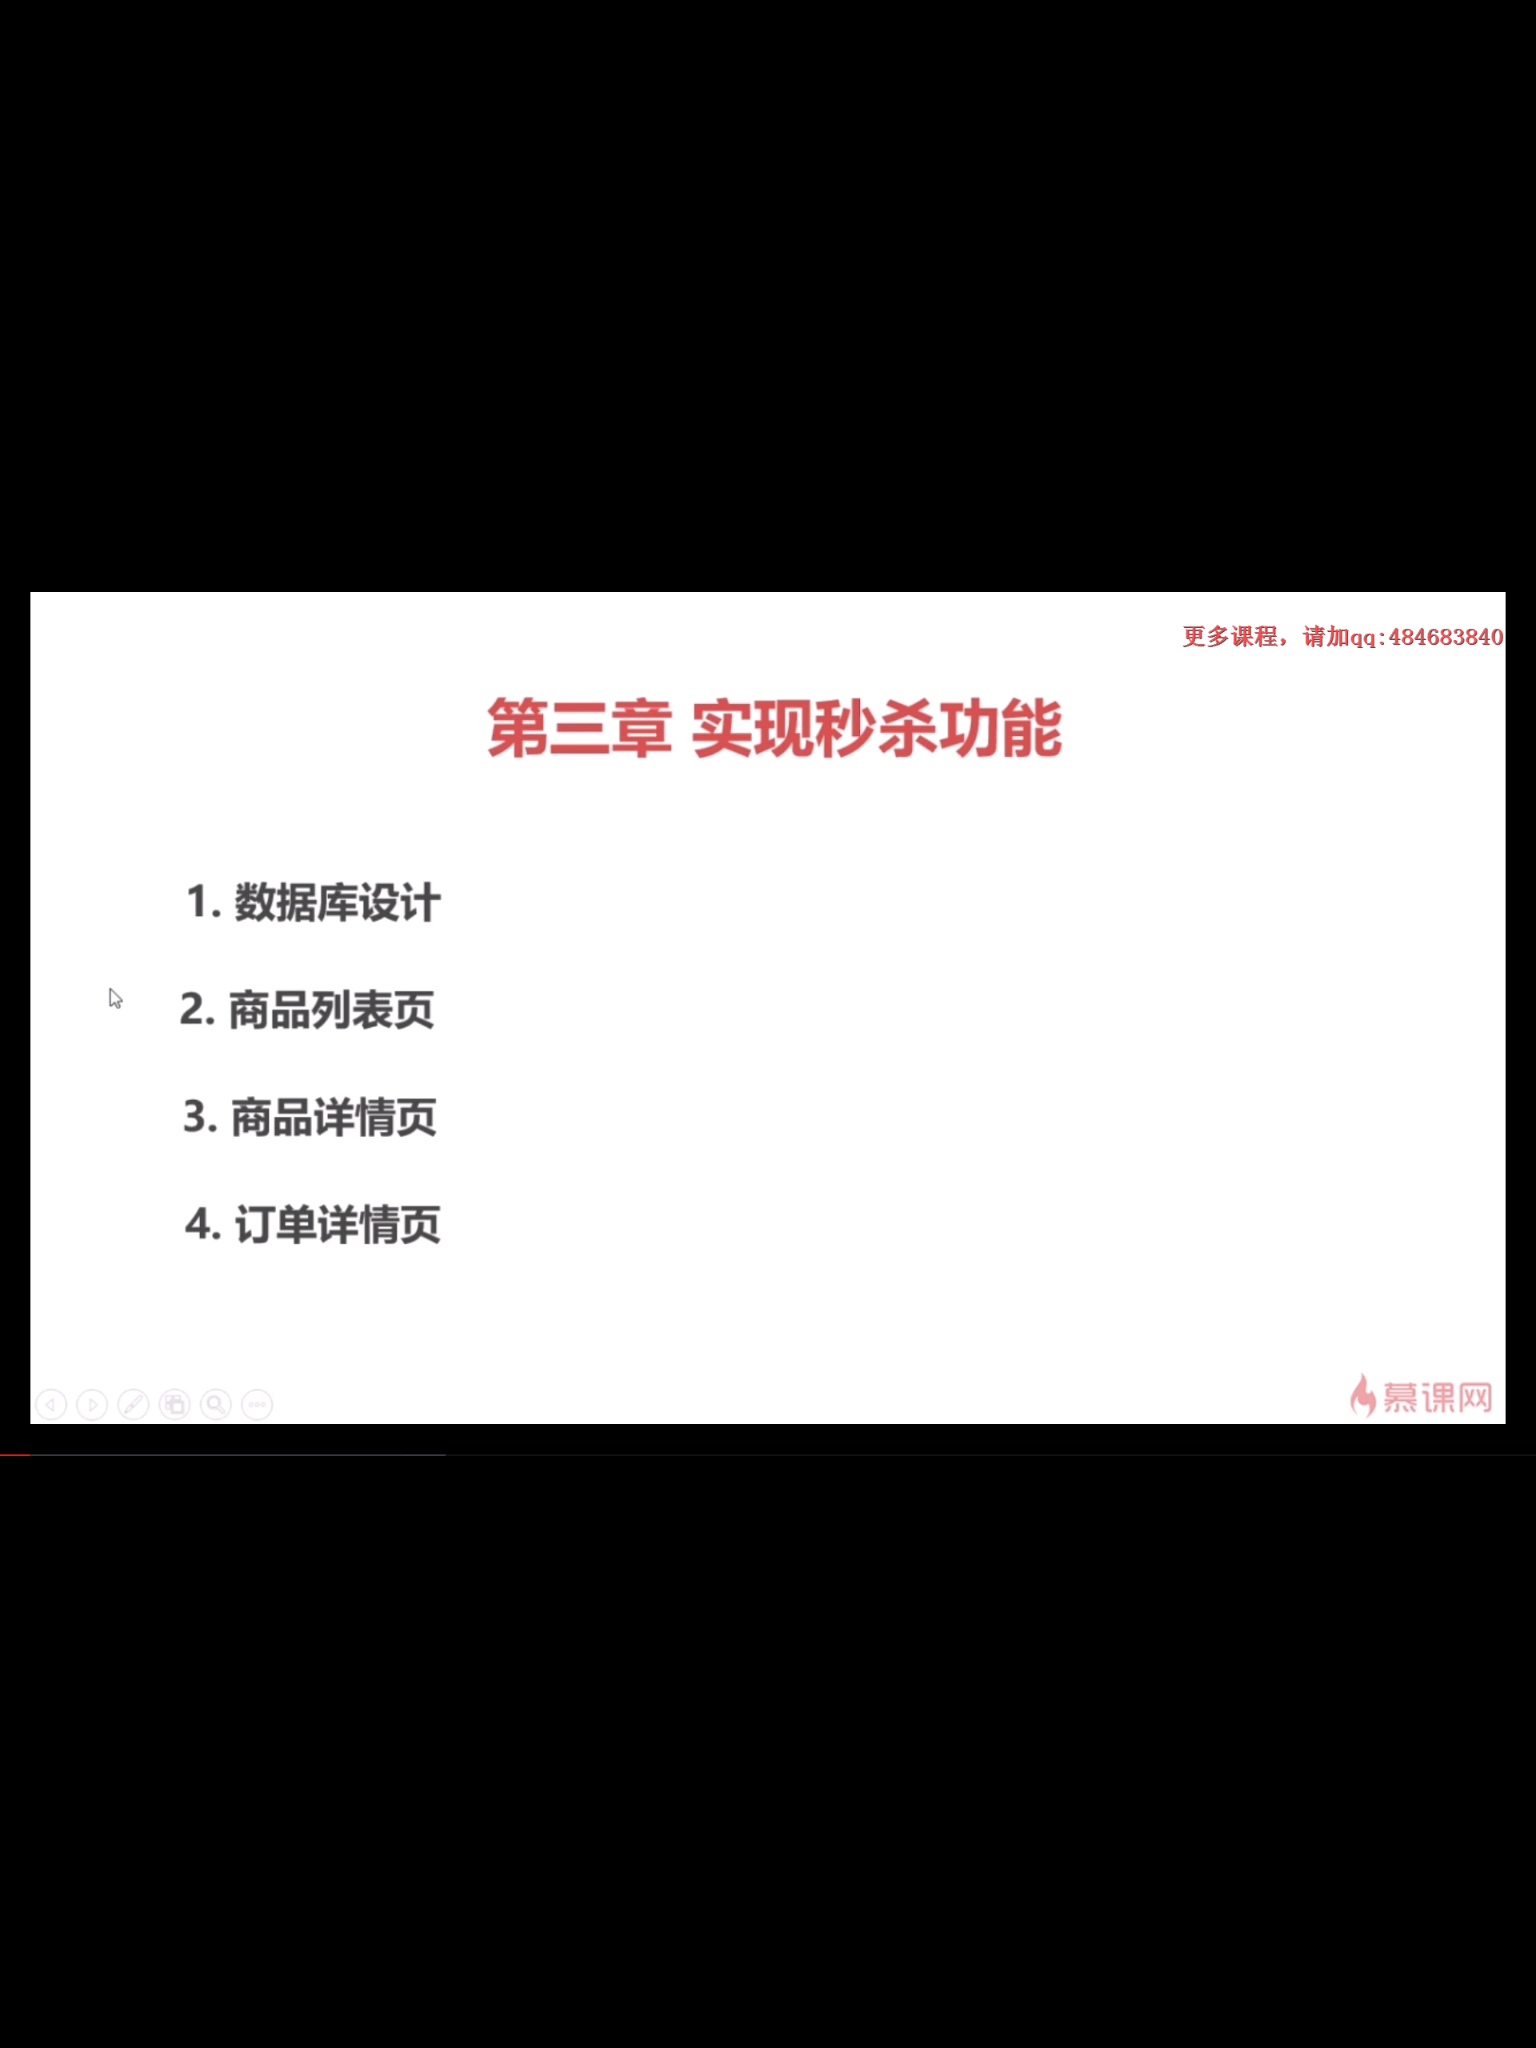 更多课程，请加qq:484683840
第三章 实现秒杀功能
1. 数据库设计
2. 商品列表页
3. 商品详情页
4. 订单详情页
慕课网